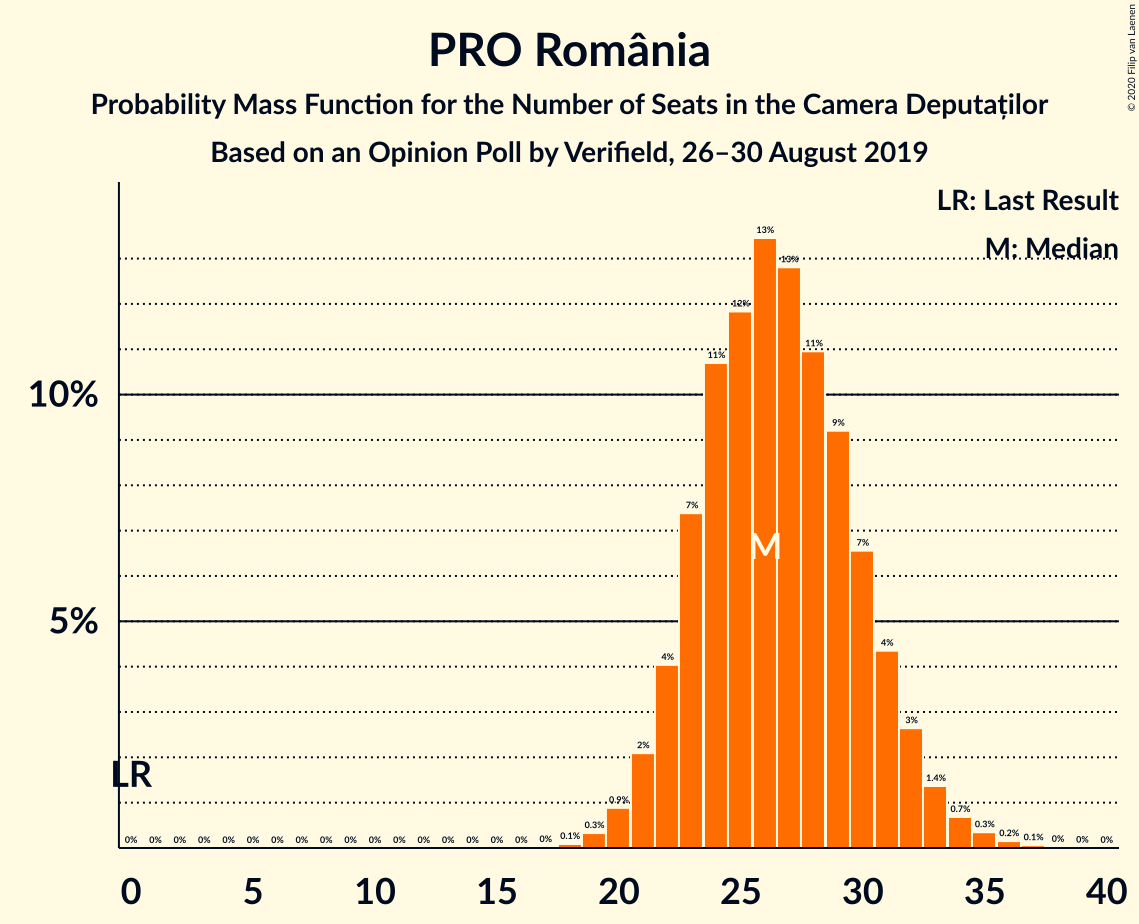 PRO România
Probability Mass Function for the Number of Seats in the Camera Deputaților
Based on an Opinion Poll by Verifield, 26–30 August 2019
© 2020 Filip van Laenen
LR: Last Result
M: Median
10%
5%
LR
M
0% 0% 0% 0% 0% 0% 0% 0% 0% 0% 0% 0% 0% 0% 0% 0% 0% 0% 0.1% 0.3% 0.9% 2% 4% 7% 11% 12% 13% 13% 11% 9% 7% 4% 3% 1.4% 0.7% 0.3% 0.2% 0.1% 0% 0% 0%
0 5 10 15 20 25 30 35 40